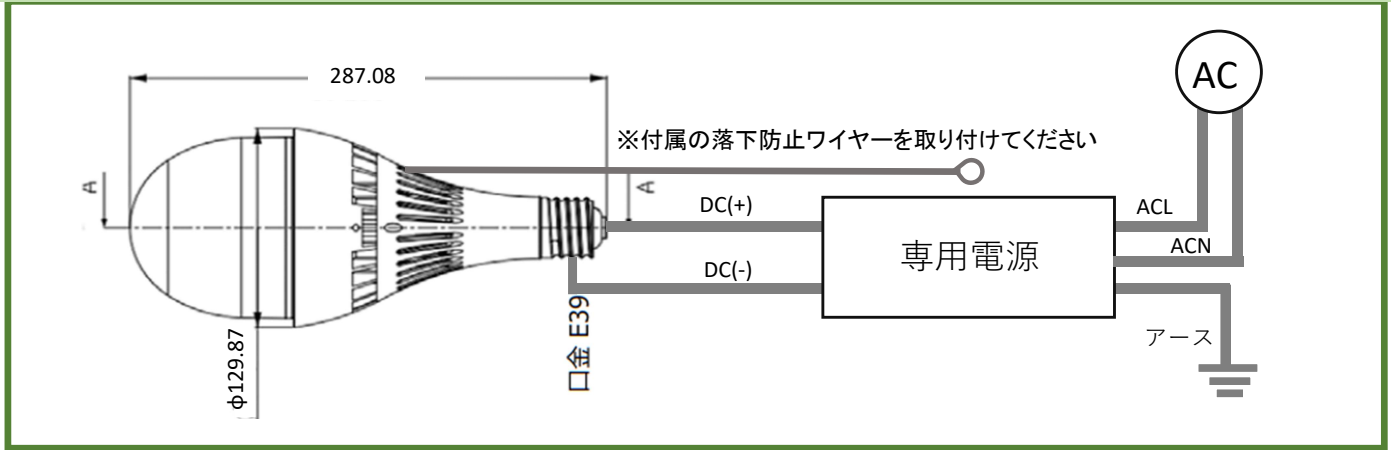 287.08
AC
※付属の落下防止ワイヤーを取り付けてください
A
A
DC(+)
ACL
専用電源
ACN
DC(-)
口金 E39
アース
φ129.87